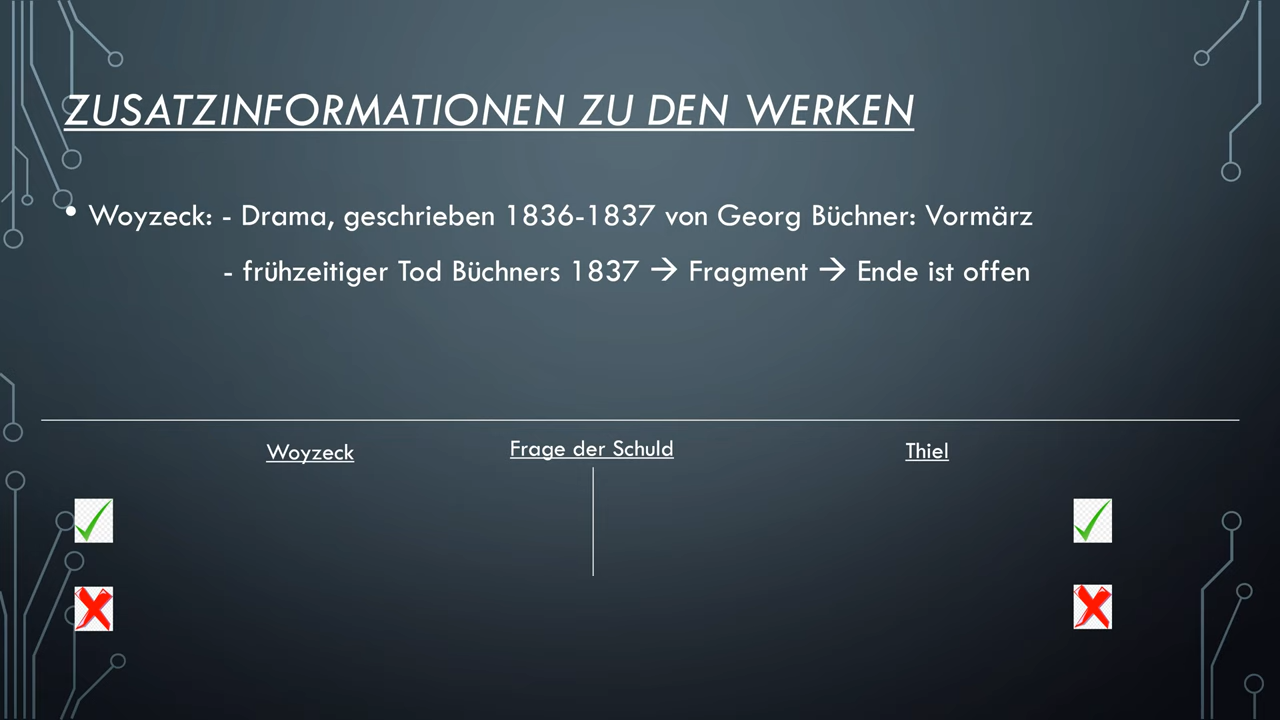 ZUSATZINFORMATIONEN ZU DEN WERKEN
• Woyzeck: - Drama, geschrieben 1836-1837 von Georg Büchner: Vormärz
- frühzeitiger Tod Büchners 1837 → Fragment → Ende ist offen
Woyzeck
Frage der Schuld
Thiel